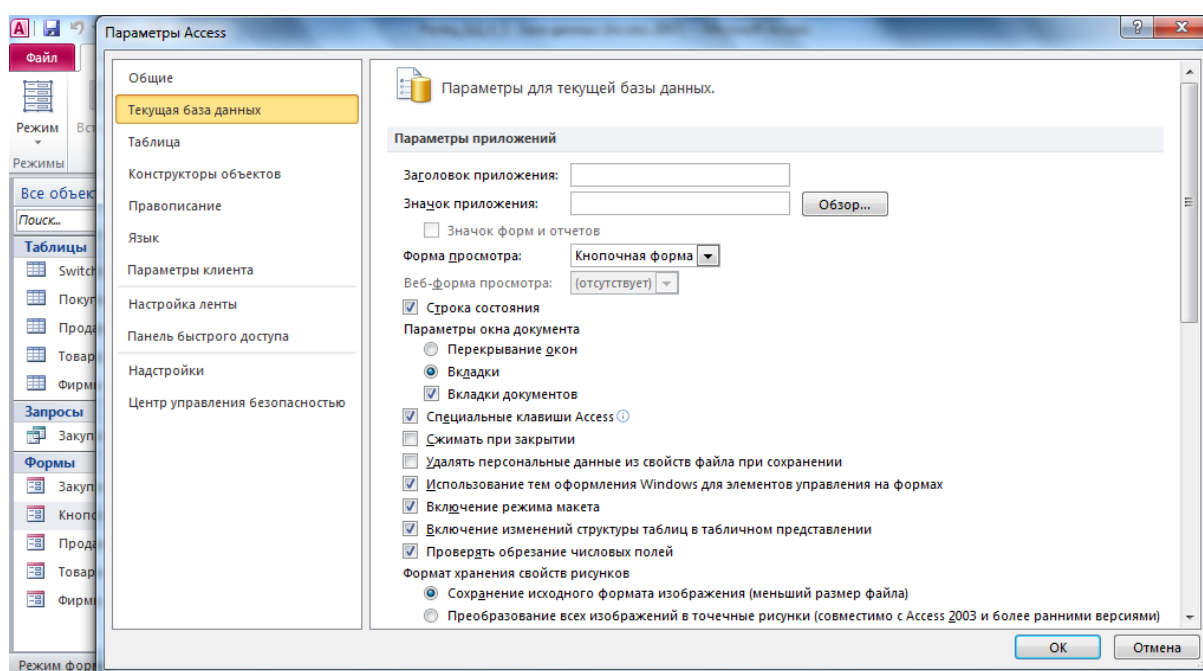 Параметры Access
Файл
Режим
Режимы
Все
Поиск...
Таблицы
Запросы
Формы
Режим
Общие
Текущая база данных
Таблица
Конструкторы объектов
Правописание
Язык
Параметры клиента
Настройка ленты
Панель быстрого доступа
Надстройки
Центр управления безопасностью
Параметры для текущей базы данных.
Параметры приложений
Заголовок приложения:
Значок приложения:
Обзор...
Значок форм и отчетов
Форма просмотра:
Кнопочная форма
Веб-форма просмотра:
(отсутствует)
Строка состояния
Параметры окна документа
Перекрывание окон
Вкладки
Вкладки документов
Специальные клавиши Access
Сжимать при закрытии
Удалять персональные данные из свойств файла при сохранении
Использование тем оформления Windows для элементов управления на формах
Включение режима макета
Включение изменений структуры таблиц в табличном представлении
Проверять обрезание числовых полей
Формат хранения свойств рисунков
Сохранение исходного формата изображения (меньший размер файла)
Преобразование всех изображений в точечные рисунки (совместимо с Access 2003 и более ранними версиями)
ОК
Отмена